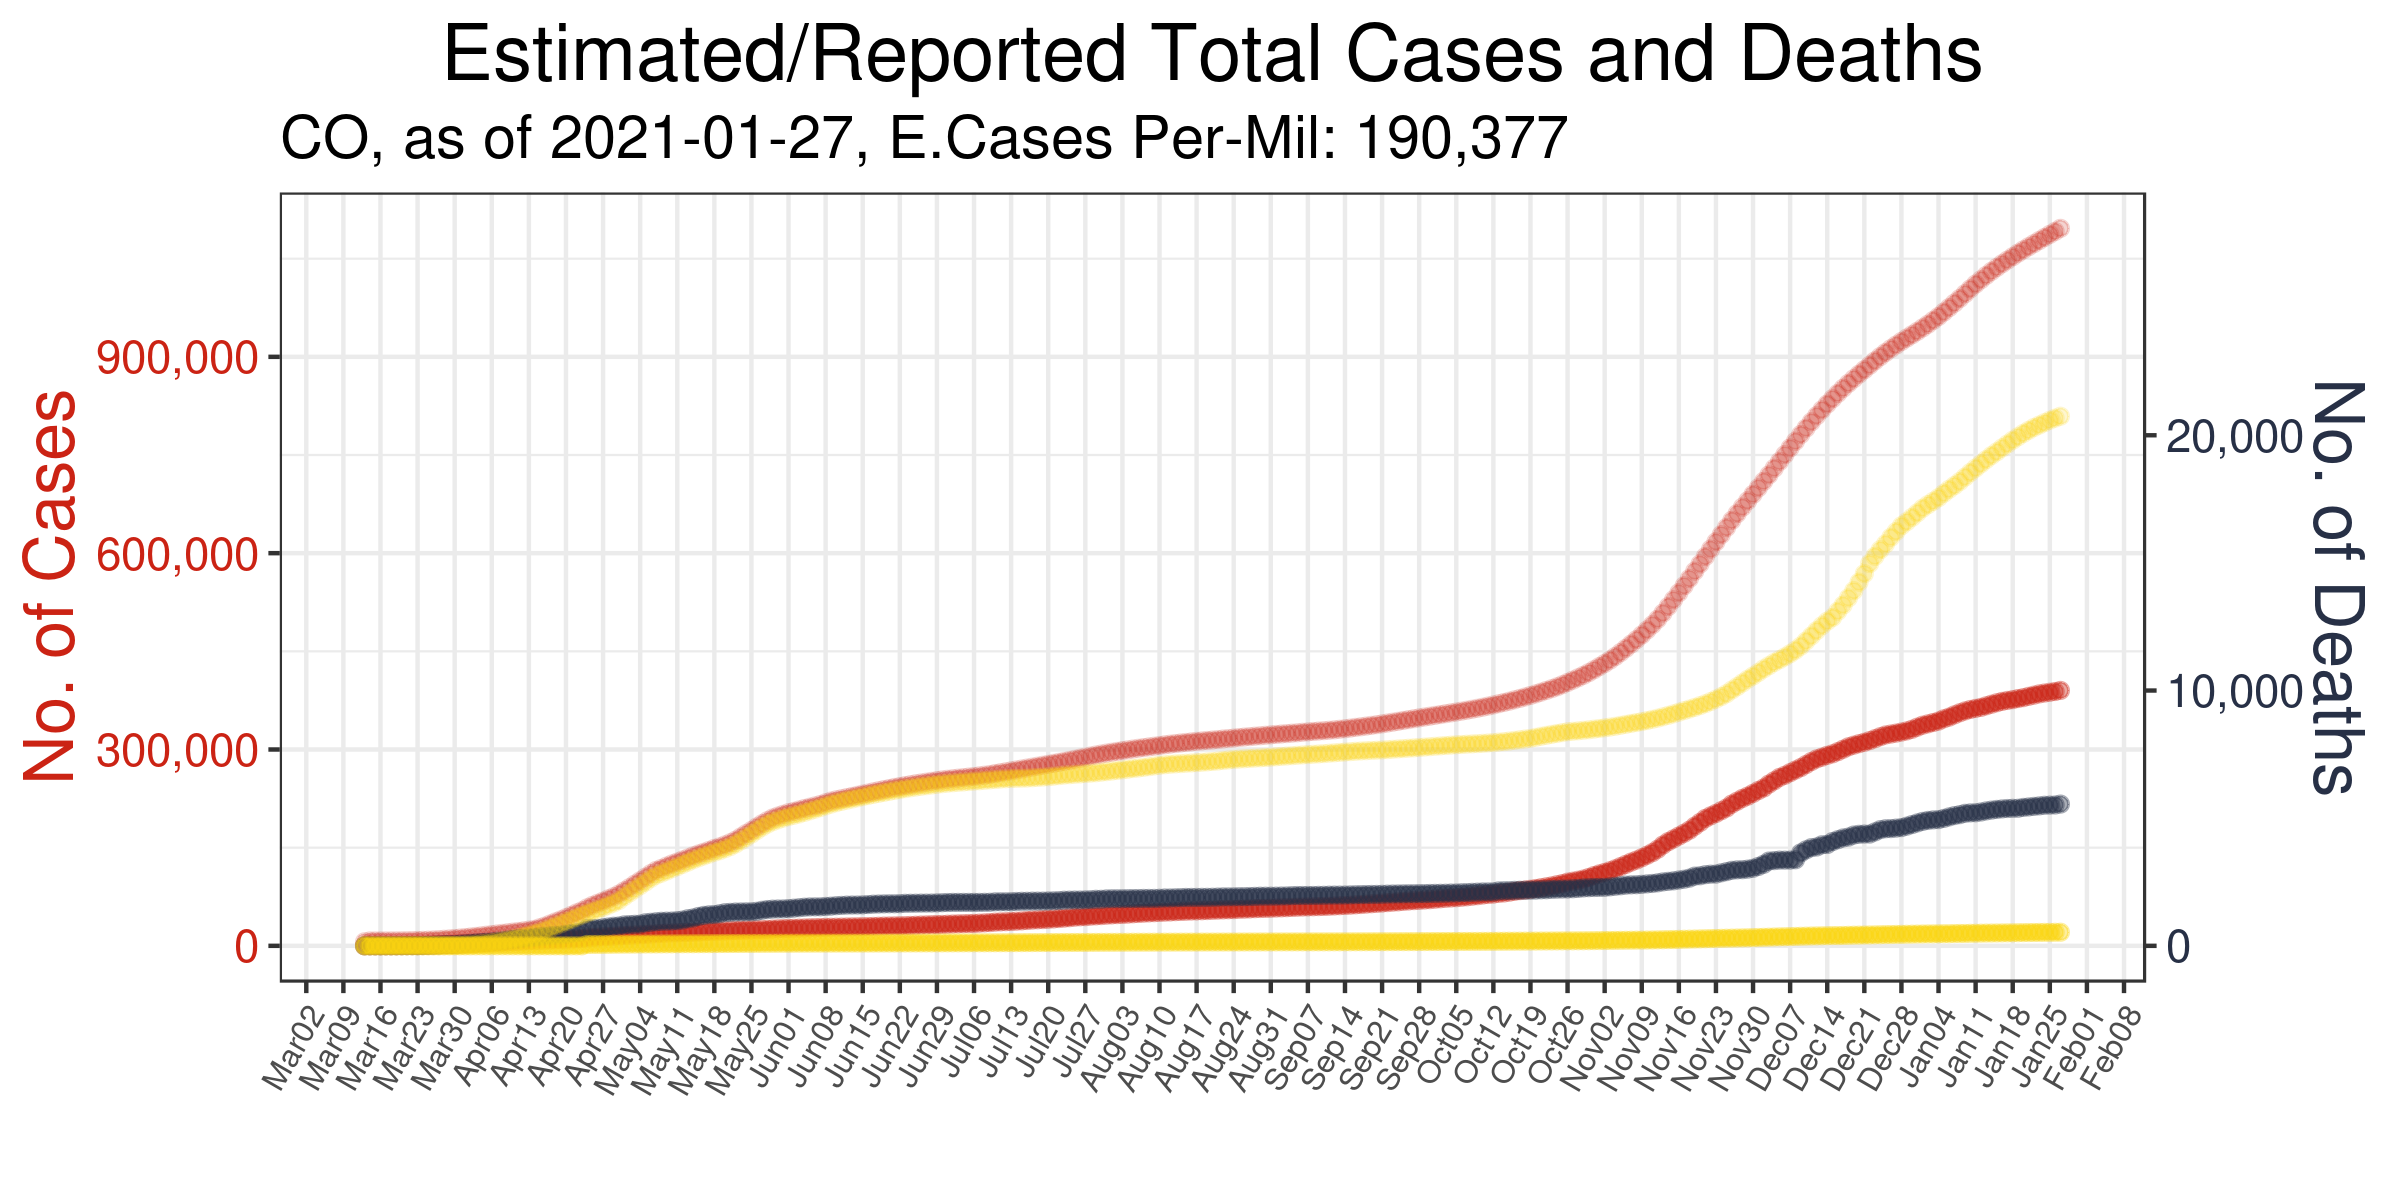 Estimated/Reported Total Cases and Deaths
CO, as of 2021-01-27, E.Cases Per-Mil: 190,377
No. of Cases
900,000
600,000
300,000
0
20,000
10,000
0
No. of Deaths
Mar02
Mar09
Mar16
Mar23
Mar30
Apr06
Apr13
Apr20
Apr27
May04
May11
May18
May25
Jun01
Jun08
Jun15
Jun22
Jun29
Jul06
Jul13
Jul20
Jul27
Aug03
Aug10
Aug17
Aug24
Aug31
Sep07
Sep14
Sep21
Sep28
Oct05
Oct12
Oct19
Oct26
Nov02
Nov09
Nov16
Nov23
Nov30
Dec07
Dec14
Dec21
Dec28
Jan04
Jan11
Jan18
Jan25
Feb01
Feb08